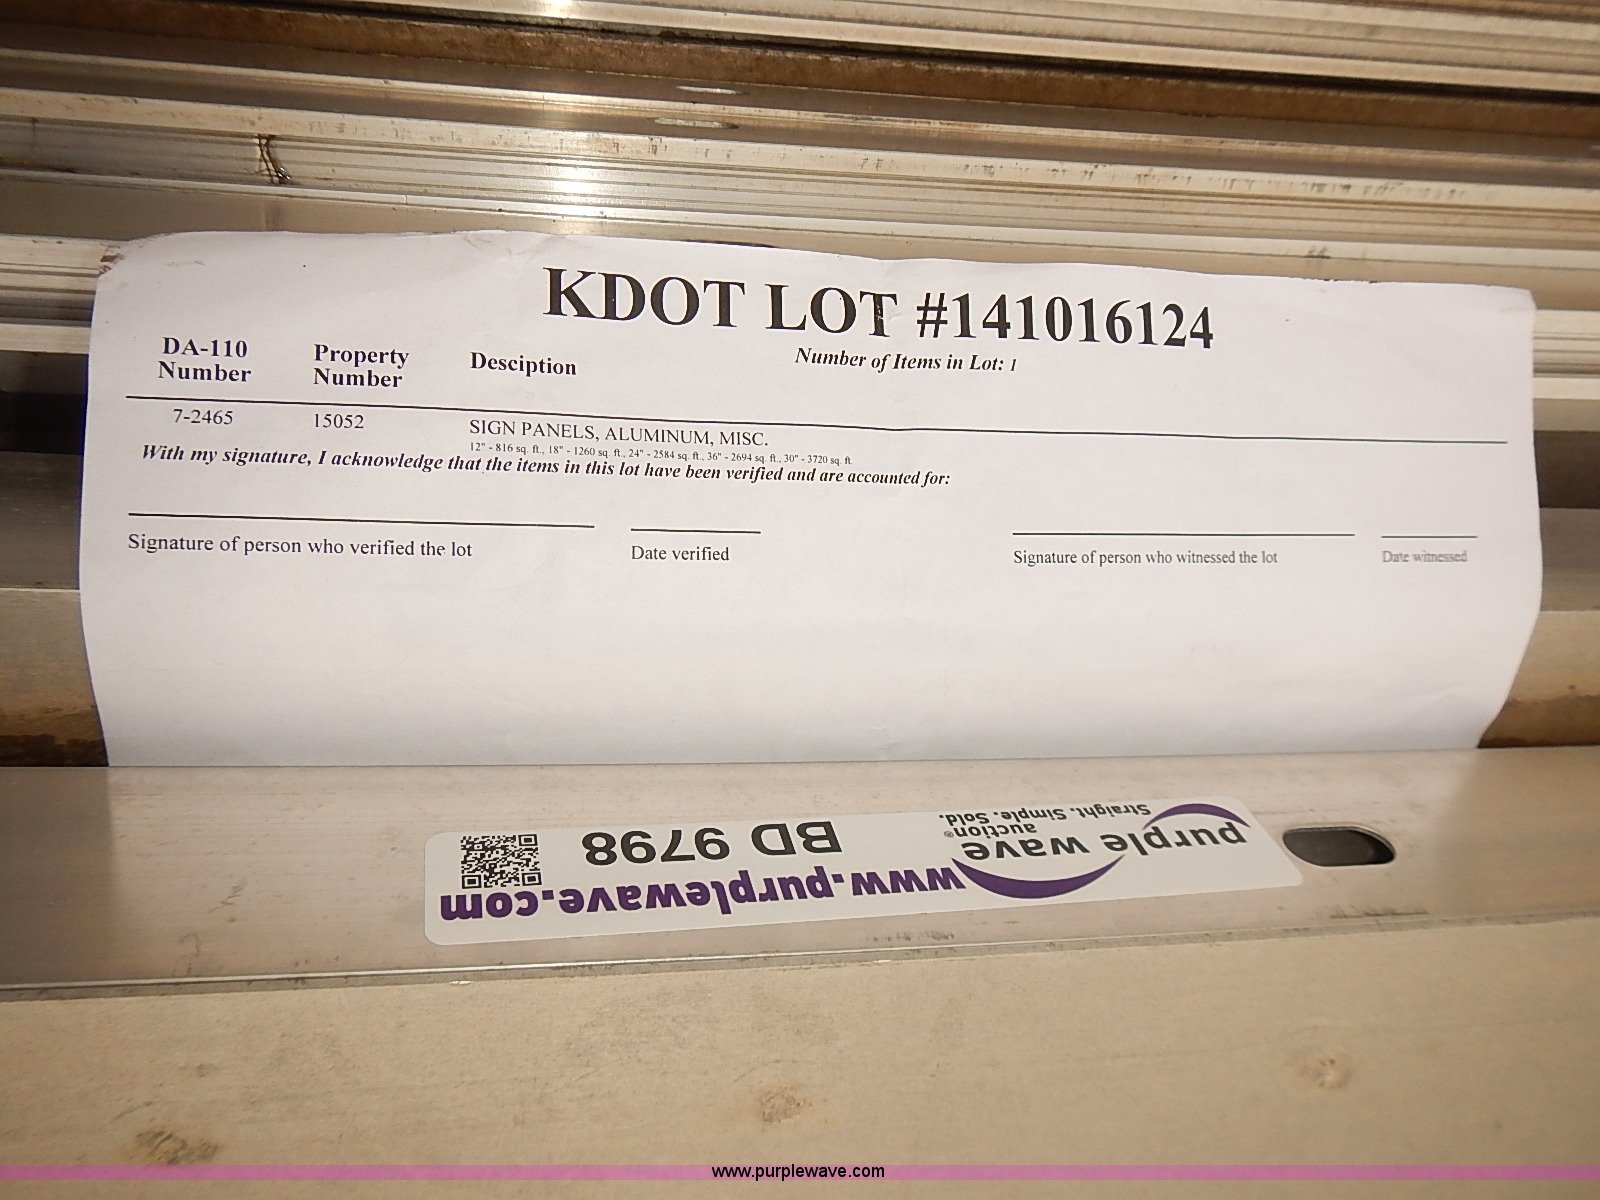 KDOT LOT #141016124
Number of Items in Lot: 1
DA-110 Number
Property Number
Desciption
7-2465
15052
SIGN PANELS, ALUMINUM, MISC.
12" - 816 sq. ft., 18" - 1260 sq. ft., 24" - 2584 sq. ft., 36" - 2694 sq. ft., 30" - 3720 sq. ft.
With my signature, I acknowledge that the items in this lot have been verified and are accounted for:
Signature of person who verified the lot
Date verified
Signature of person who witnessed the lot
Date witnessed
www.purplewave.com
BD 9798
purple wave
auction®
Straight. Simple. Sold.
www.purplewave.com